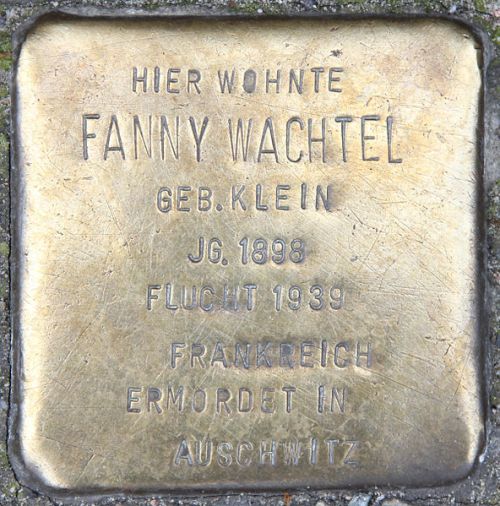 HIER WOHNTE
FANNY WACHTEL
GEB. KLEIN
JG. 1898
FLUCHT 1939
FRANKREICH
ERMORDET IN
AUSCHWITZ